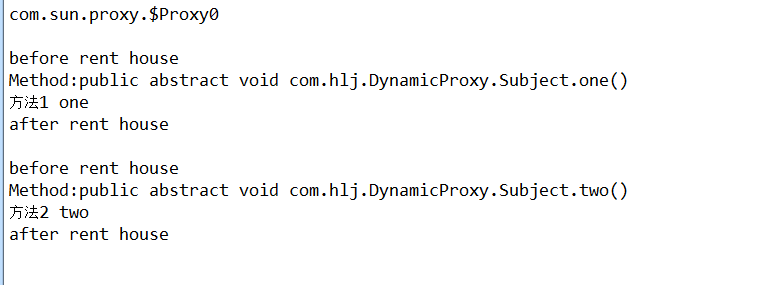 com.sun.proxy.$Proxy0
before rent house
Method:public abstract void com.hlj.DynamicProxy.Subject.one()
方法1 one
after rent house
before rent house
Method:public abstract void com.hlj.DynamicProxy.Subject.two()
方法2 two
after rent house